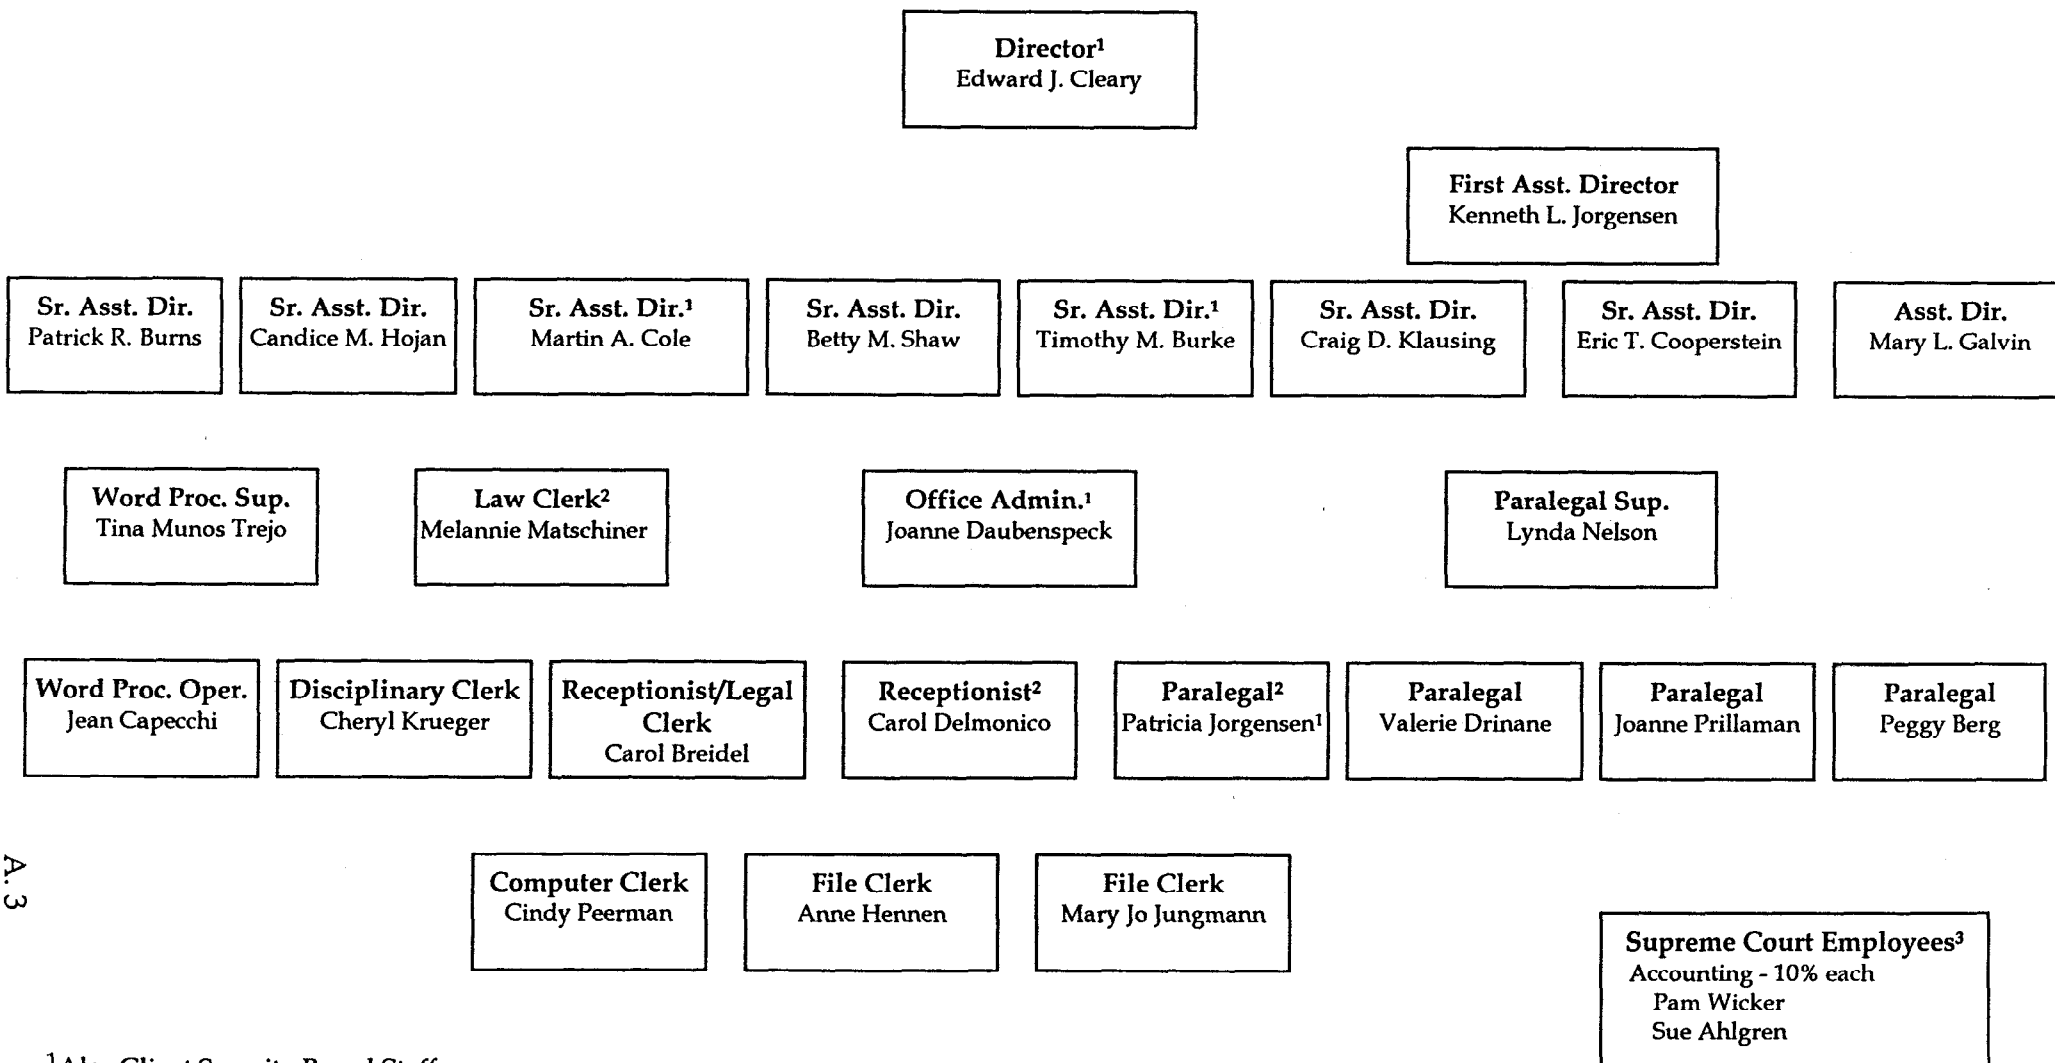 Director¹
Edward J. Cleary
First Asst. Director
Kenneth L. Jorgensen
Sr. Asst. Dir.
Patrick R. Burns
Sr. Asst. Dir.
Candice M. Hojan
Sr. Asst. Dir.¹
Martin A. Cole
Sr. Asst. Dir.
Betty M. Shaw
Sr. Asst. Dir.¹
Timothy M. Burke
Sr. Asst. Dir.
Craig D. Klausing
Sr. Asst. Dir.
Eric T. Cooperstein
Asst. Dir.
Mary L. Galvin
Word Proc. Sup.
Tina Munos Trejo
Law Clerk²
Melannie Matschiner
Office Admin.¹
Joanne Daubenspeck
Paralegal Sup.
Lynda Nelson
Word Proc. Oper.
Jean Capecchi
Disciplinary Clerk
Cheryl Krueger
Receptionist/Legal
Clerk
Carol Breidel
Receptionist²
Carol Delmonico
Paralegal²
Patricia Jorgensen¹
Paralegal
Valerie Drinane
Paralegal
Joanne Prillaman
Paralegal
Peggy Berg
Computer Clerk
Cindy Peerman
File Clerk
Anne Hennen
File Clerk
Mary Jo Jungmann
A.3
Supreme Court Employees³
Accounting - 10% each
Pam Wicker
Sue Ahlgren